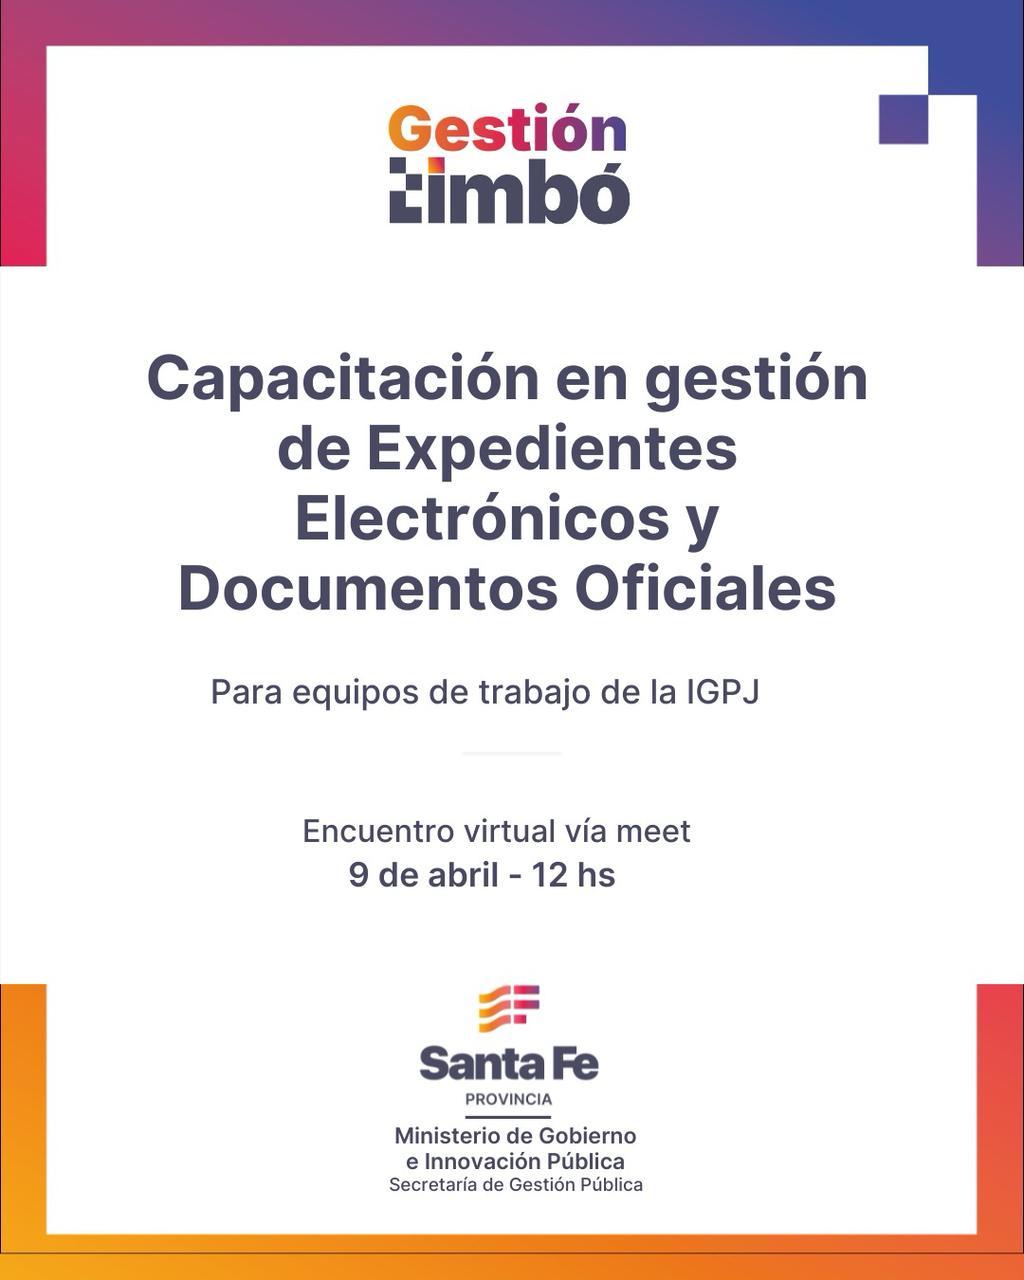 Gestión
timbó
Capacitación en gestión
de Expedientes
Electrónicos y
Documentos Oficiales
Para equipos de trabajo de la IGPJ
Encuentro virtual vía meet
9 de abril - 12 hs
Santa Fe
PROVINCIA
Ministerio de Gobierno
e Innovación Pública
Secretaría de Gestión Pública